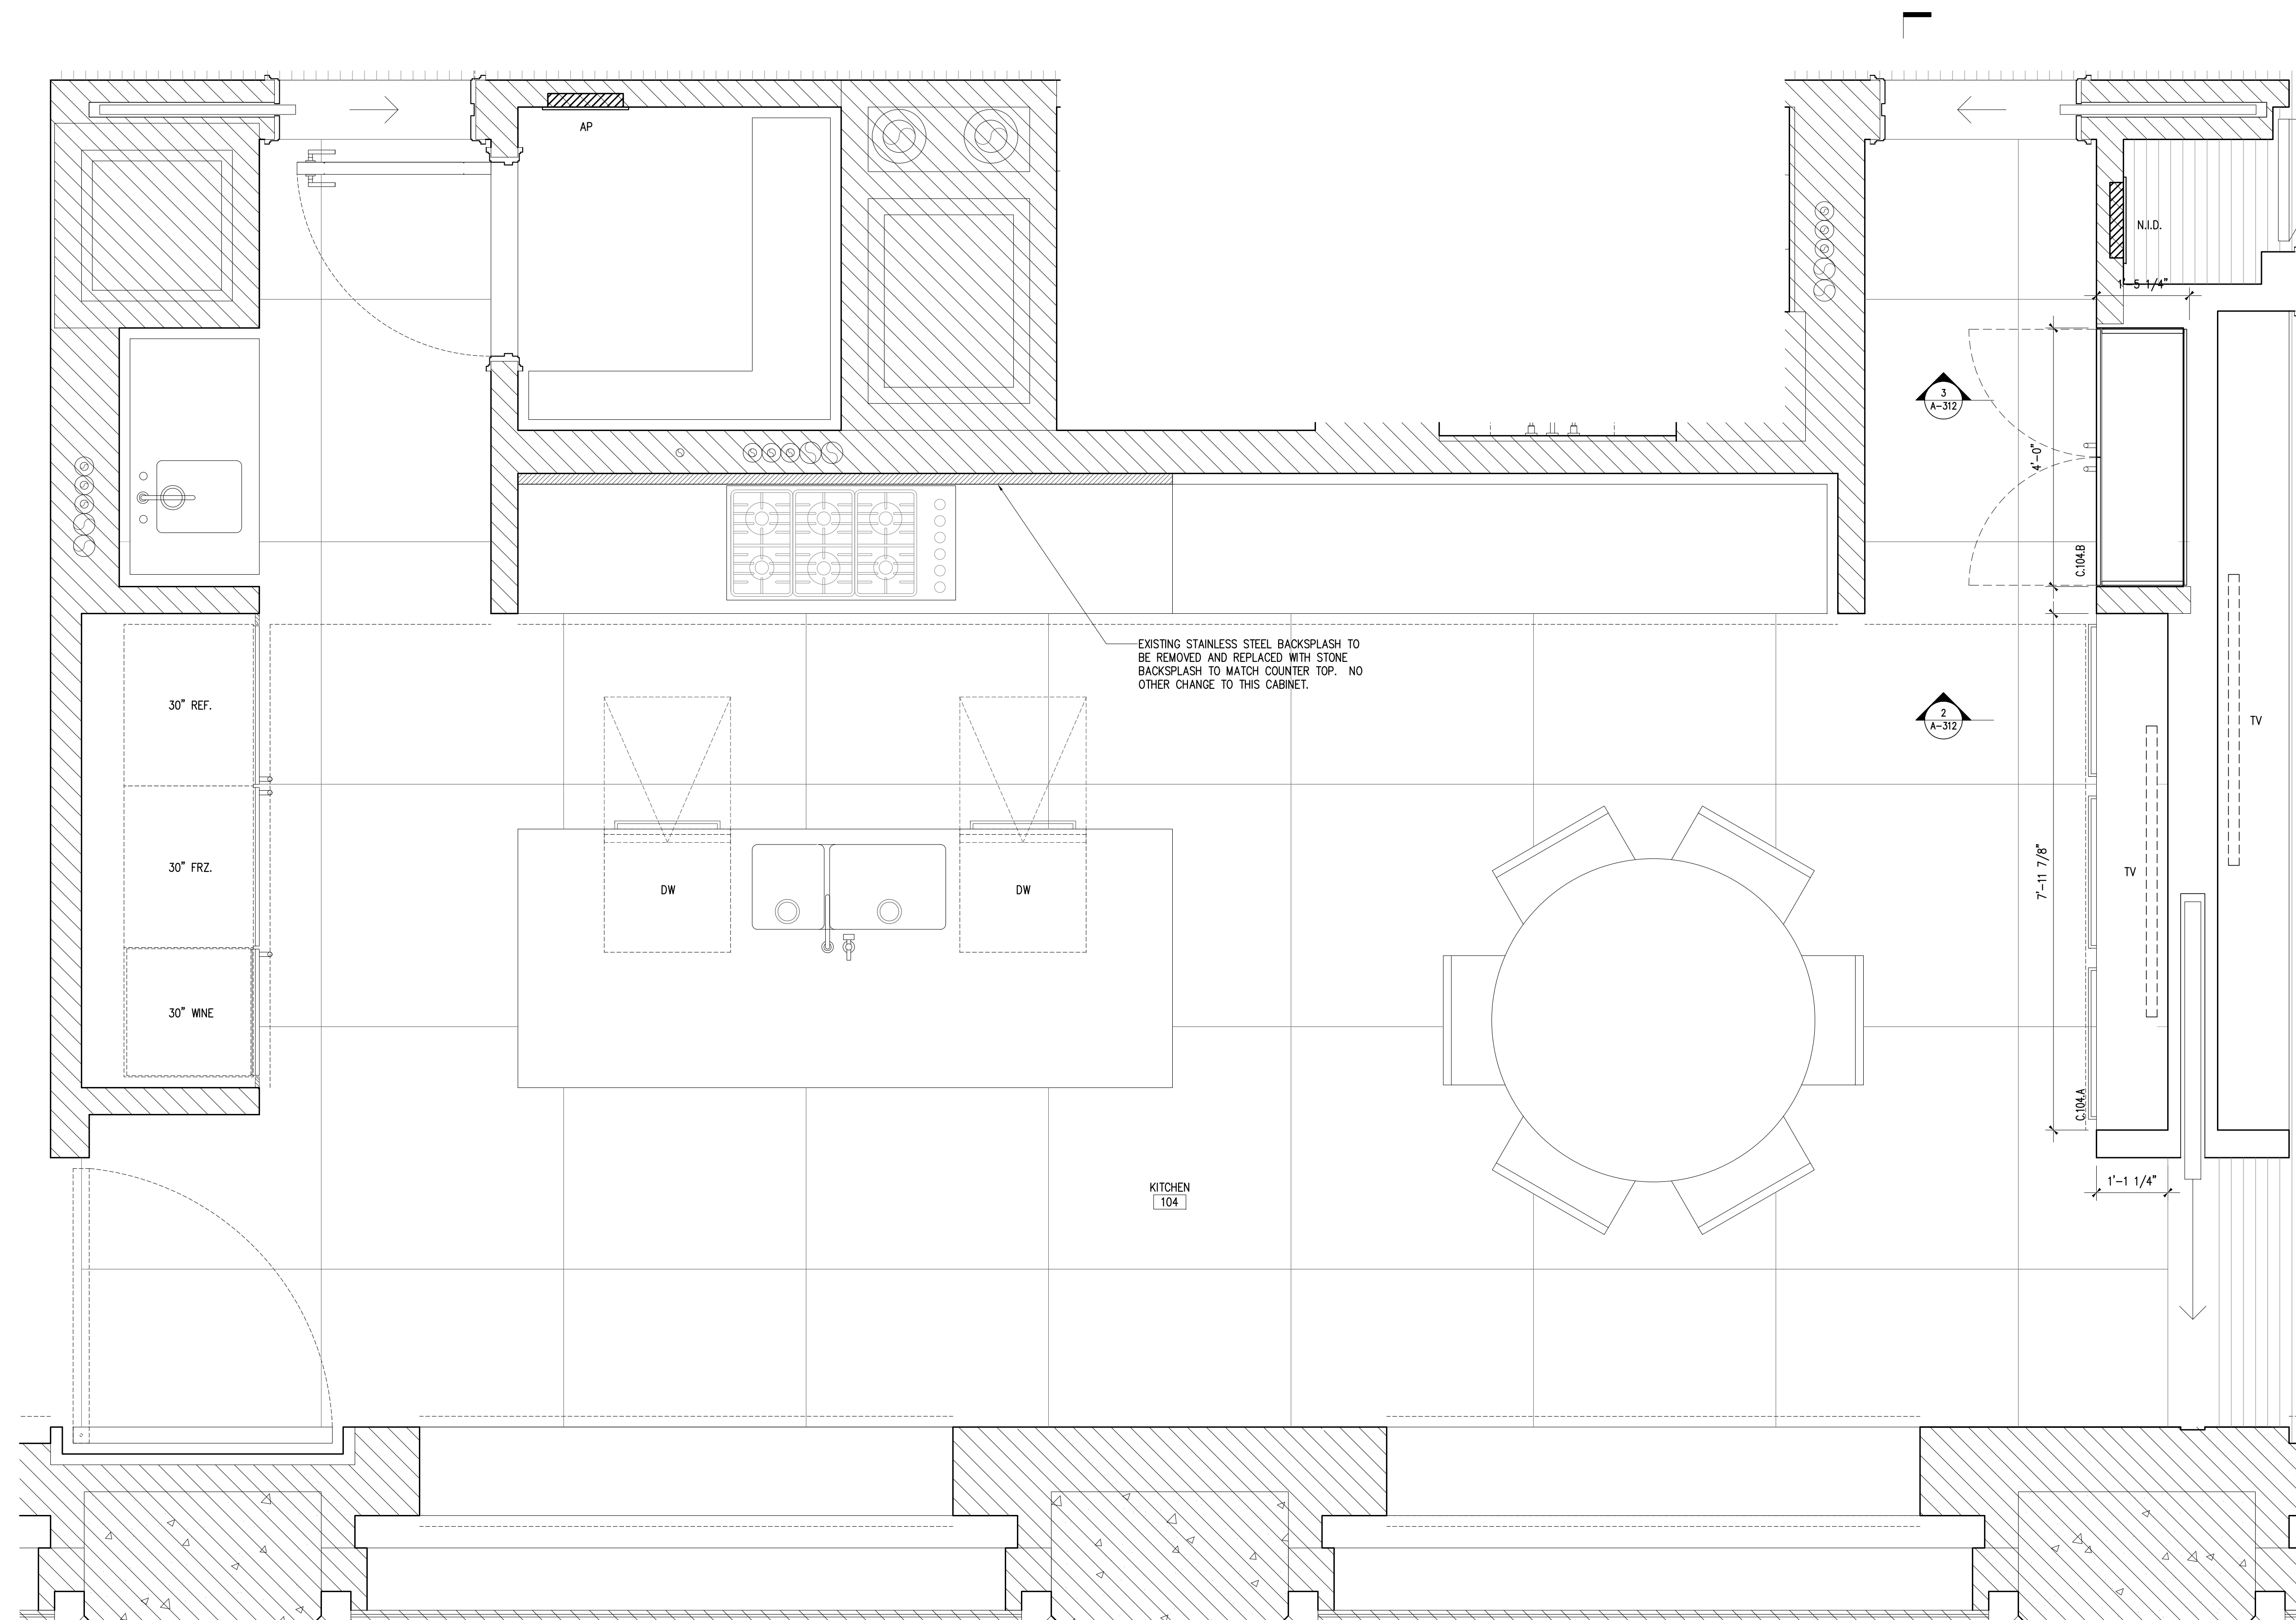 AP
N.I.D.
1'-5 1/4"
3
A-312
4'-0"
C.104.B
EXISTING STAINLESS STEEL BACKSPLASH TO
BE REMOVED AND REPLACED WITH STONE
BACKSPLASH TO MATCH COUNTER TOP. NO
OTHER CHANGE TO THIS CABINET.
30" REF.
2
A-312
TV
30" FRZ.
DW
DW
7'-11 7/8"
TV
30" WINE
C.104.A
KITCHEN
104
1'-1 1/4"